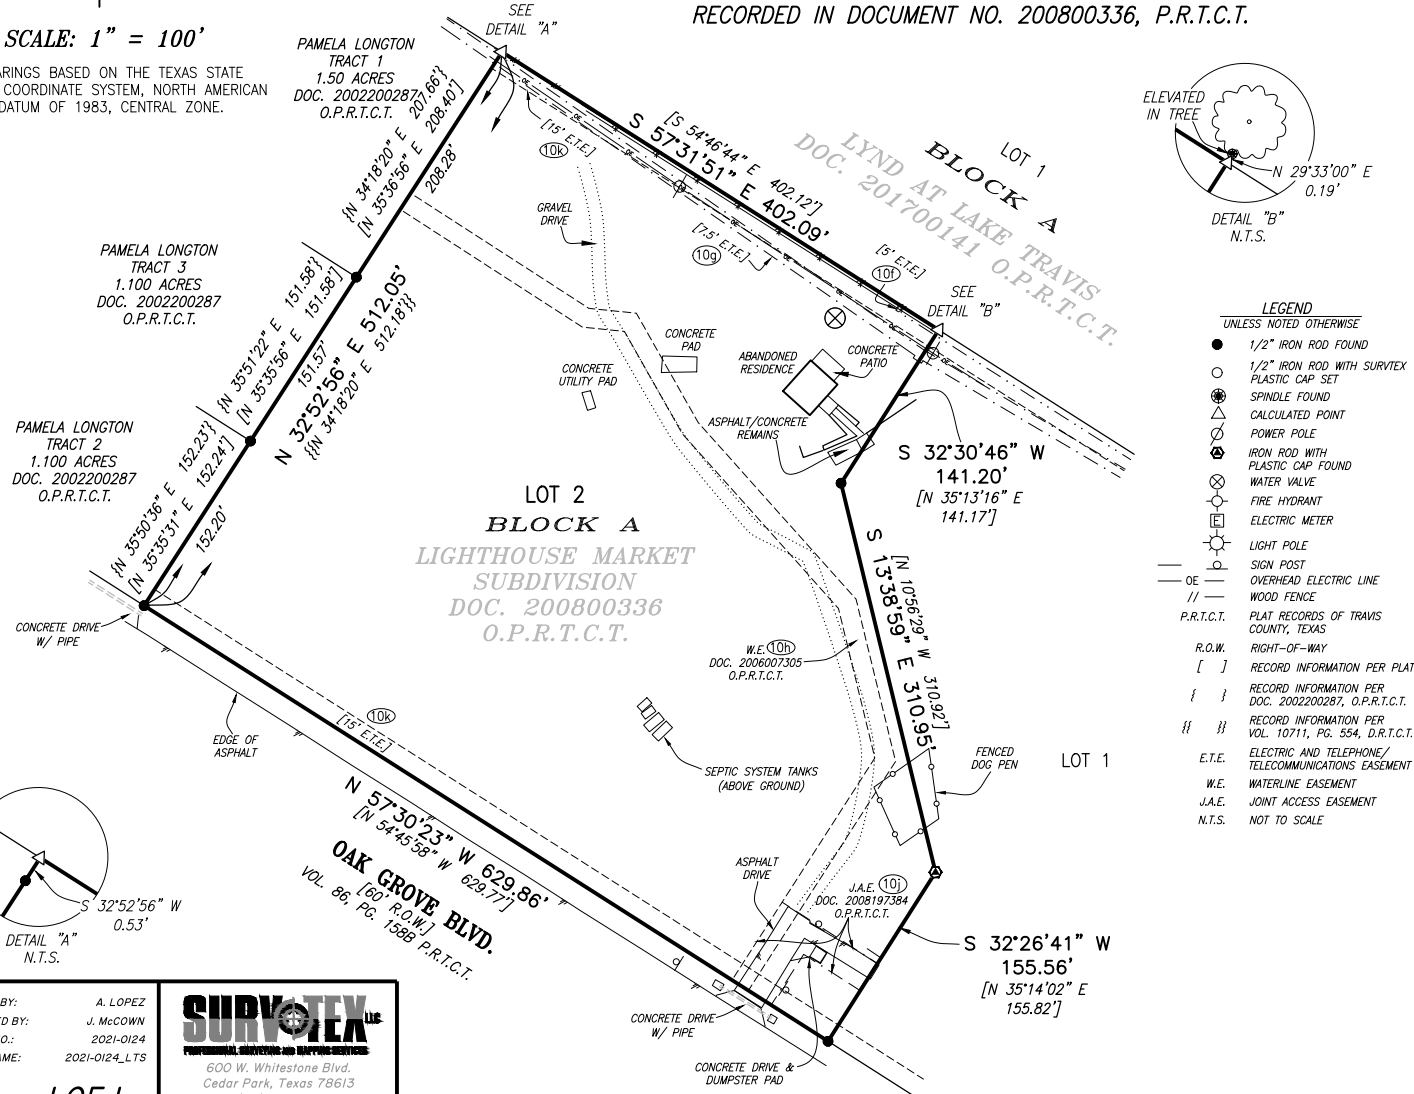 RECORDED IN DOCUMENT NO. 200800336, P.R.T.C.T.
SCALE: 1" = 100'
ARINGS BASED ON THE TEXAS STATE
COORDINATE SYSTEM, NORTH AMERICAN
DATUM OF 1983, CENTRAL ZONE.
SEE
DETAIL "A"
PAMELA LONGTON
TRACT 1
1.50 ACRES
DOC. 2002200287
O.P.R.T.C.T.
{N 34°18'20" E 207.66'}
[N 35°36'56" E 208.40']
208.28'
[15' E.T.E.]
10k
GRAVEL
DRIVE
[S 54°46'44" E 402.12']
S 57°31'51" E 402.09'
[7.5' E.T.E.]
10g
[5' E.T.E.]
10f
LOT 1
BLOCK A
LYND AT LAKE TRAVIS
DOC. 201700141 O.P.R.T.C.T.
SEE
DETAIL "B"
ELEVATED
IN TREE
N 29°33'00" E
0.19'
DETAIL "B"
N.T.S.
PAMELA LONGTON
TRACT 3
1.100 ACRES
DOC. 2002200287
O.P.R.T.C.T.
{N 35°51'22" E 151.58'}
[N 35°35'56" E 151.58']
151.57'
N 32°52'56" E 512.05'
{{N 34°18'20" E 512.18'}}
CONCRETE
PAD
CONCRETE
UTILITY PAD
ABANDONED
RESIDENCE
CONCRETE
PATIO
ASPHALT/CONCRETE
REMAINS
S 32°30'46" W
141.20'
[N 35°13'16" E
141.17']
PAMELA LONGTON
TRACT 2
1.100 ACRES
DOC. 2002200287
O.P.R.T.C.T.
{N 35°50'36" E 152.23'}
[N 35°35'31" E 152.24']
152.20'
LOT 2
BLOCK A
LIGHTHOUSE MARKET
SUBDIVISION
DOC. 200800336
O.P.R.T.C.T.
[N 10°56'29" W 310.92']
S 13°38'59" E 310.95'
W.E. 10h
DOC. 2006007305
O.P.R.T.C.T.
CONCRETE DRIVE
W/ PIPE
EDGE OF
ASPHALT
[15' E.T.E.]
10k
SEPTIC SYSTEM TANKS
(ABOVE GROUND)
FENCED
DOG PEN
LOT 1
N 57°30'23" W 629.86'
[N 54°45'58" W 629.77']
OAK GROVE BLVD.
[60' R.O.W.]
VOL. 86, PG. 158B P.R.T.C.T.
ASPHALT
DRIVE
J.A.E. 10j
DOC. 2008197384
O.P.R.T.C.T.
S 32°26'41" W
155.56'
[N 35°14'02" E
155.82']
CONCRETE DRIVE
W/ PIPE
CONCRETE DRIVE &
DUMPSTER PAD
S 32°52'56" W
0.53'
DETAIL "A"
N.T.S.
LEGEND
UNLESS NOTED OTHERWISE
1/2" IRON ROD FOUND
1/2" IRON ROD WITH SURVTEX
PLASTIC CAP SET
SPINDLE FOUND
CALCULATED POINT
POWER POLE
IRON ROD WITH
PLASTIC CAP FOUND
WATER VALVE
FIRE HYDRANT
E ELECTRIC METER
LIGHT POLE
SIGN POST
OE OVERHEAD ELECTRIC LINE
// WOOD FENCE
P.R.T.C.T. PLAT RECORDS OF TRAVIS
COUNTY, TEXAS
R.O.W. RIGHT-OF-WAY
[ ] RECORD INFORMATION PER PLAT
{ } RECORD INFORMATION PER
DOC. 2002200287, O.P.R.T.C.T.
{{ }} RECORD INFORMATION PER
VOL. 10711, PG. 554, D.R.T.C.T.
E.T.E. ELECTRIC AND TELEPHONE/
TELECOMMUNICATIONS EASEMENT
W.E. WATERLINE EASEMENT
J.A.E. JOINT ACCESS EASEMENT
N.T.S. NOT TO SCALE
BY: A. LOPEZ
D BY: J. McCOWN
O.: 2021-0124
AME: 2021-0124_LTS
SURV TEX LLC
PROFESSIONAL SURVEYING AND MAPPING SERVICES
600 W. Whitestone Blvd.
Cedar Park, Texas 78613